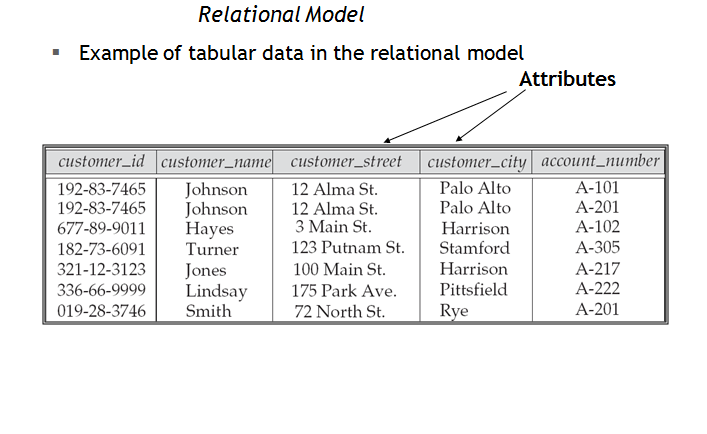 Relational Model
▪ Example of tabular data in the relational model
Attributes
customer_id customer_name customer_street customer_city account_number
192-83-7465 Johnson 12 Alma St. Palo Alto A-101
192-83-7465 Johnson 12 Alma St. Palo Alto A-201
677-89-9011 Hayes 3 Main St. Harrison A-102
182-73-6091 Turner 123 Putnam St. Stamford A-305
321-12-3123 Jones 100 Main St. Harrison A-217
336-66-9999 Lindsay 175 Park Ave. Pittsfield A-222
019-28-3746 Smith 72 North St. Rye A-201